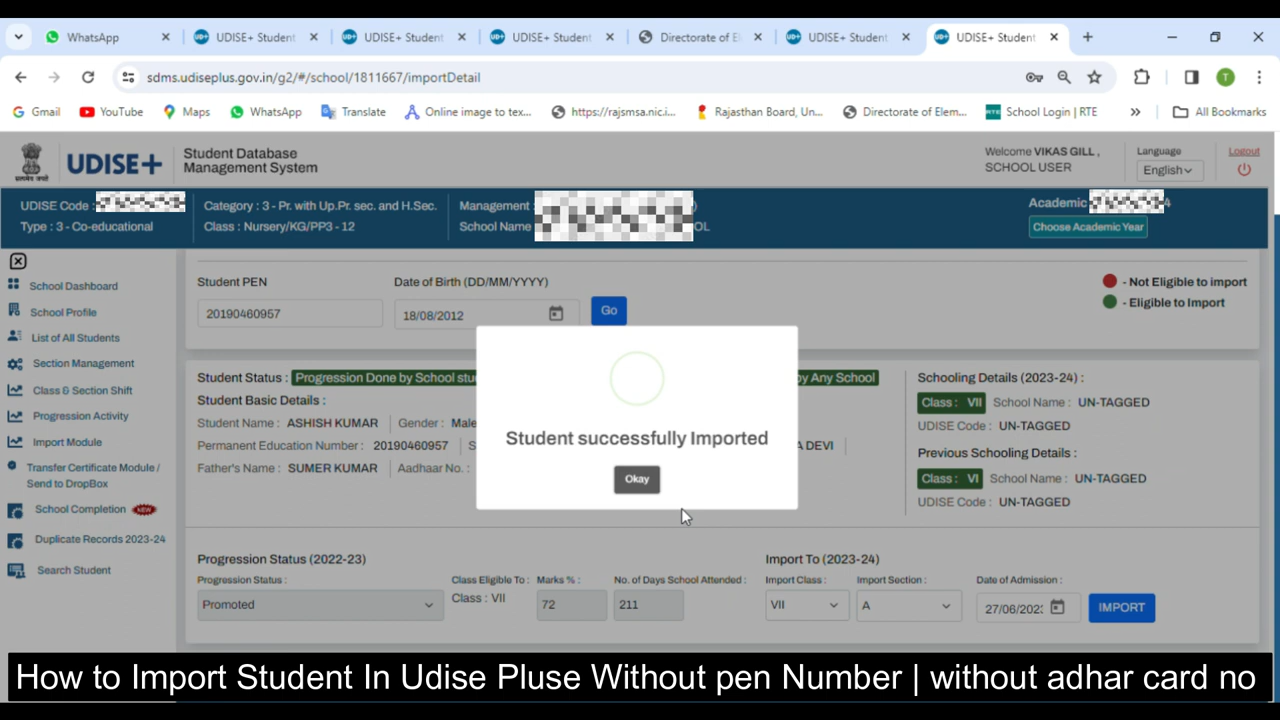 WhatsApp
UDISE+ Student
UDISE+ Student
UDISE+ Student
Directorate of E
UDISE+ Student
UDISE+ Student
sdms.udiseplus.gov.in/g2/#/school/1811667/importDetail
T
Gmail
YouTube
Maps
WhatsApp
Translate
Online image to tex...
https://rajsmsa.nic.i...
Rajasthan Board, Un...
Directorate of Elem...
School Login | RTE
All Bookmarks
UDISE+
Student Database
Management System
Welcome VIKAS GILL ,
SCHOOL USER
Language
English
Logout
UDISE Code :
Category : 3 - Pr. with Up.Pr. sec. and H.Sec.
Management
Academic
4
Type : 3 - Co-educational
Class : Nursery/KG/PP3 - 12
School Name
OL
Choose Academic Year
School Dashboard
School Profile
List of All Students
Section Management
Class & Section Shift
Progression Activity
Import Module
Transfer Certificate Module /
Send to DropBox
School Completion NEW
Duplicate Records 2023-24
Search Student
Student PEN
Date of Birth (DD/MM/YYYY)
20190460957
18/08/2012
Go
- Not Eligible to import
- Eligible to Import
Student Status : Progression Done by School stu
by Any School
Student Basic Details :
Student Name : ASHISH KUMAR
Gender : Male
Permanent Education Number : 20190460957
S
A DEVI
Father's Name : SUMER KUMAR
Aadhaar No. :
Student successfully Imported
Okay
Schooling Details (2023-24) :
Class : VII School Name : UN-TAGGED
UDISE Code : UN-TAGGED
Previous Schooling Details :
Class : VI School Name : UN-TAGGED
UDISE Code : UN-TAGGED
Progression Status (2022-23)
Import To (2023-24)
Progression Status :
Class Eligible To :
Marks % :
No. of Days School Attended :
Import Class :
Import Section :
Date of Admission :
Promoted
Class : VII
72
211
VII
A
27/06/202
IMPORT
How to Import Student In Udise Pluse Without pen Number | without adhar card no